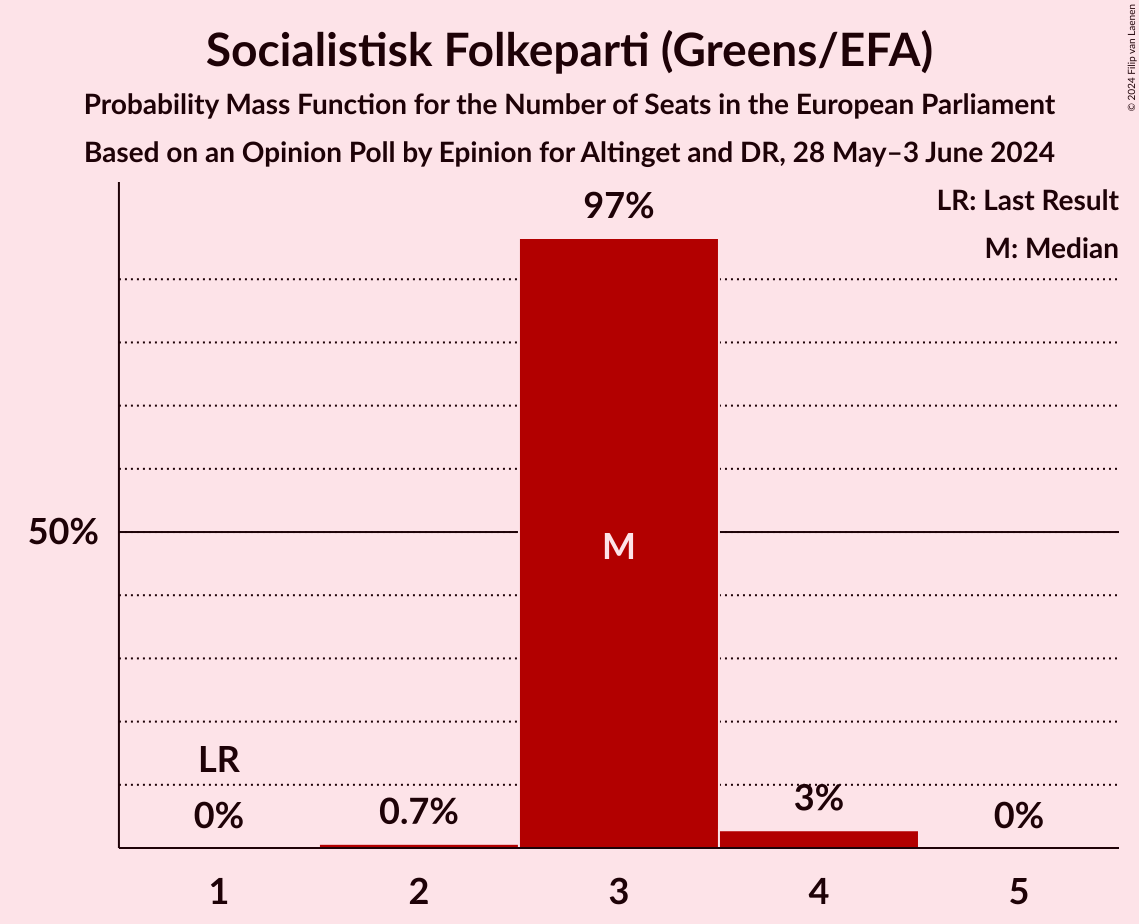 Socialistisk Folkeparti (Greens/EFA)
Probability Mass Function for the Number of Seats in the European Parliament
Based on an Opinion Poll by Epinion for Altinget and DR, 28 May–3 June 2024
© 2024 Filip van Laenen
LR: Last Result
M: Median
97%
50%
M
LR
0%
0.7%
3%
0%
1
2
3
4
5